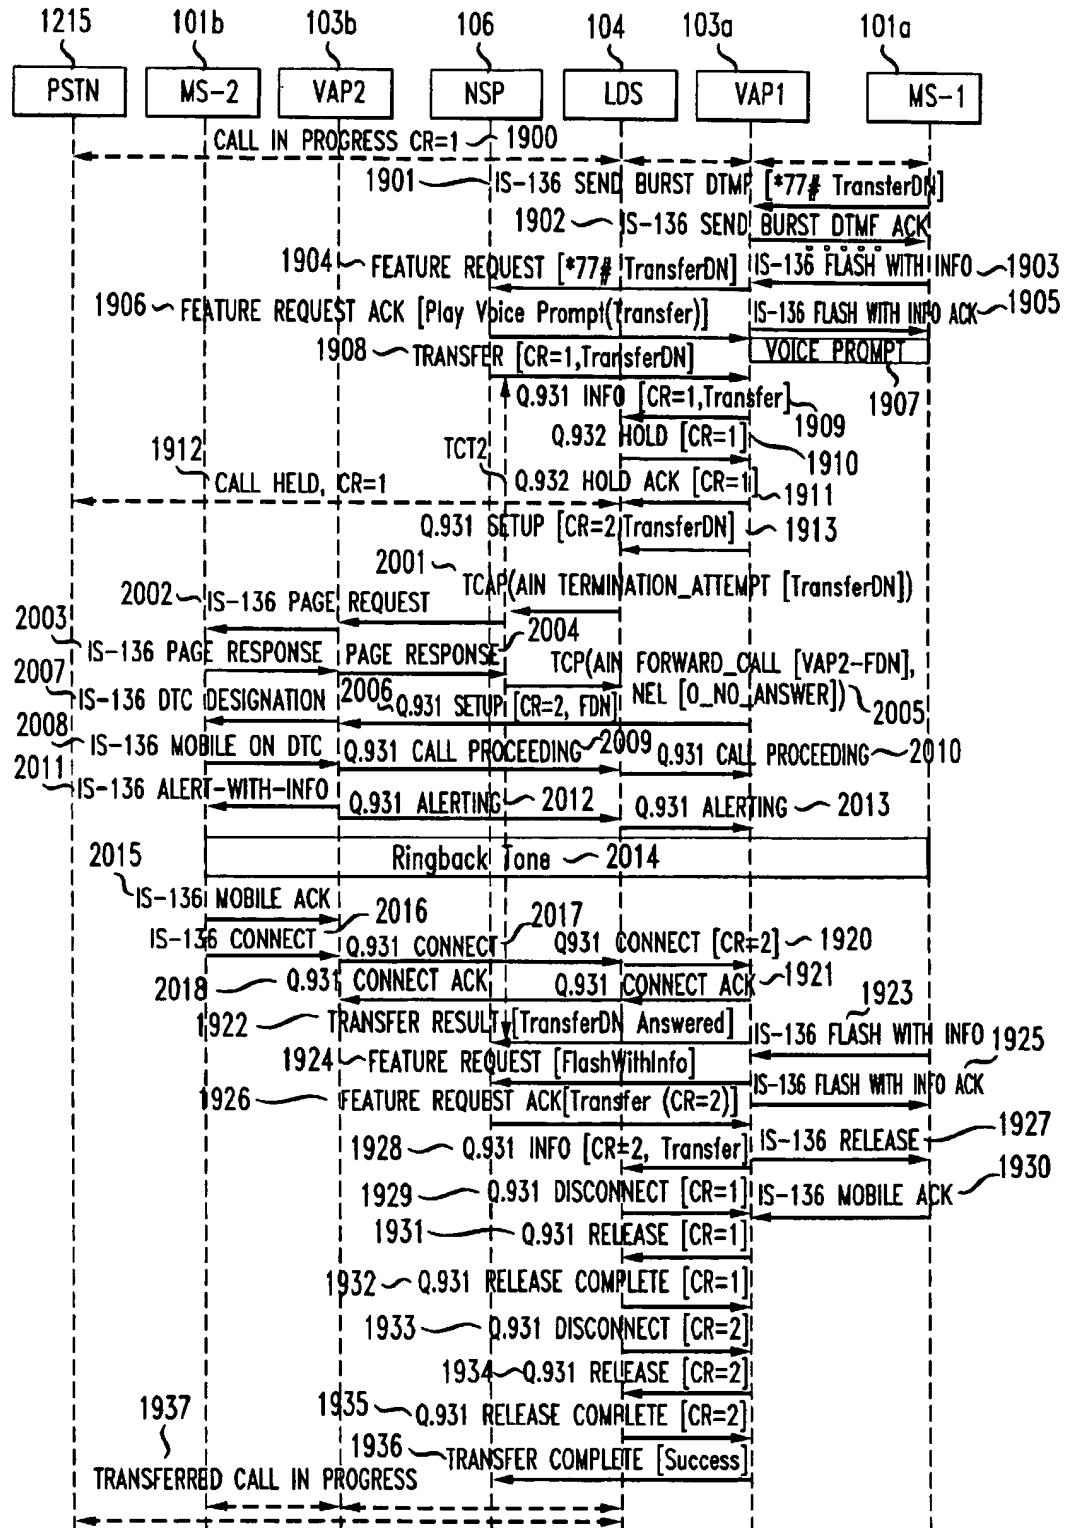 1215 101b 103b 106 104 103a 101a
PSTN MS-2 VAP2 NSP LDS VAP1 MS-1
CALL IN PROGRESS CR=1 1900
1901 IS-136 SEND BURST DTMF [*77# TransferDN]
1902 IS-136 SEND BURST DTMF ACK
1904 FEATURE REQUEST [*77# TransferDN] IS-136 FLASH WITH INFO 1903
1906 FEATURE REQUEST ACK [Play Voice Prompt(Transfer)] IS-136 FLASH WITH INFO ACK 1905
1908 TRANSFER [CR=1,TransferDN] VOICE PROMPT
1907
Q.931 INFO [CR=1,Transfer] 1909
Q.932 HOLD [CR=1] 1910
1912 CALL HELD, CR=1 TCT2 Q.932 HOLD ACK [CR=1] 1911
Q.931 SETUP [CR=2,TransferDN] 1913
2001 TCAP(AIN TERMINATION_ATTEMPT [TransferDN])
2002 IS-136 PAGE REQUEST
2003 IS-136 PAGE RESPONSE PAGE RESPONSE 2004
TCP(AIN FORWARD_CALL [VAP2-FDN],
NEL [O_NO_ANSWER]) 2005
2007 IS-136 DTC DESIGNATION 2006 Q.931 SETUP [CR=2, FDN]
2008 IS-136 MOBILE ON DTC Q.931 CALL PROCEEDING 2009 Q.931 CALL PROCEEDING 2010
2011 IS-136 ALERT-WITH-INFO Q.931 ALERTING 2012 Q.931 ALERTING 2013
Ringback Tone 2014
2015 IS-136 MOBILE ACK
IS-136 CONNECT 2016 Q.931 CONNECT 2017 Q931 CONNECT [CR=2] 1920
2018 Q.931 CONNECT ACK Q.931 CONNECT ACK 1921
1922 TRANSFER RESULT [TransferDN Answered] IS-136 FLASH WITH INFO 1923
1924 FEATURE REQUEST [FlashWithInfo] IS-136 FLASH WITH INFO ACK 1925
1926 FEATURE REQUEST ACK[Transfer (CR=2)]
1928 Q.931 INFO [CR=2, Transfer] IS-136 RELEASE 1927
1929 Q.931 DISCONNECT [CR=1] IS-136 MOBILE ACK 1930
1931 Q.931 RELEASE [CR=1]
1932 Q.931 RELEASE COMPLETE [CR=1]
1933 Q.931 DISCONNECT [CR=2]
1934 Q.931 RELEASE [CR=2]
1935 Q.931 RELEASE COMPLETE [CR=2]
1936 TRANSFER COMPLETE [Success]
1937 TRANSFERRED CALL IN PROGRESS